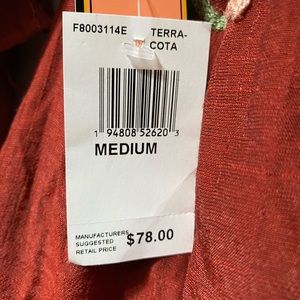 F8003114E TERRA-
COTA
1 94808 52620 3
MEDIUM
MANUFACTURERS
SUGGESTED
RETAIL PRICE
$78.00